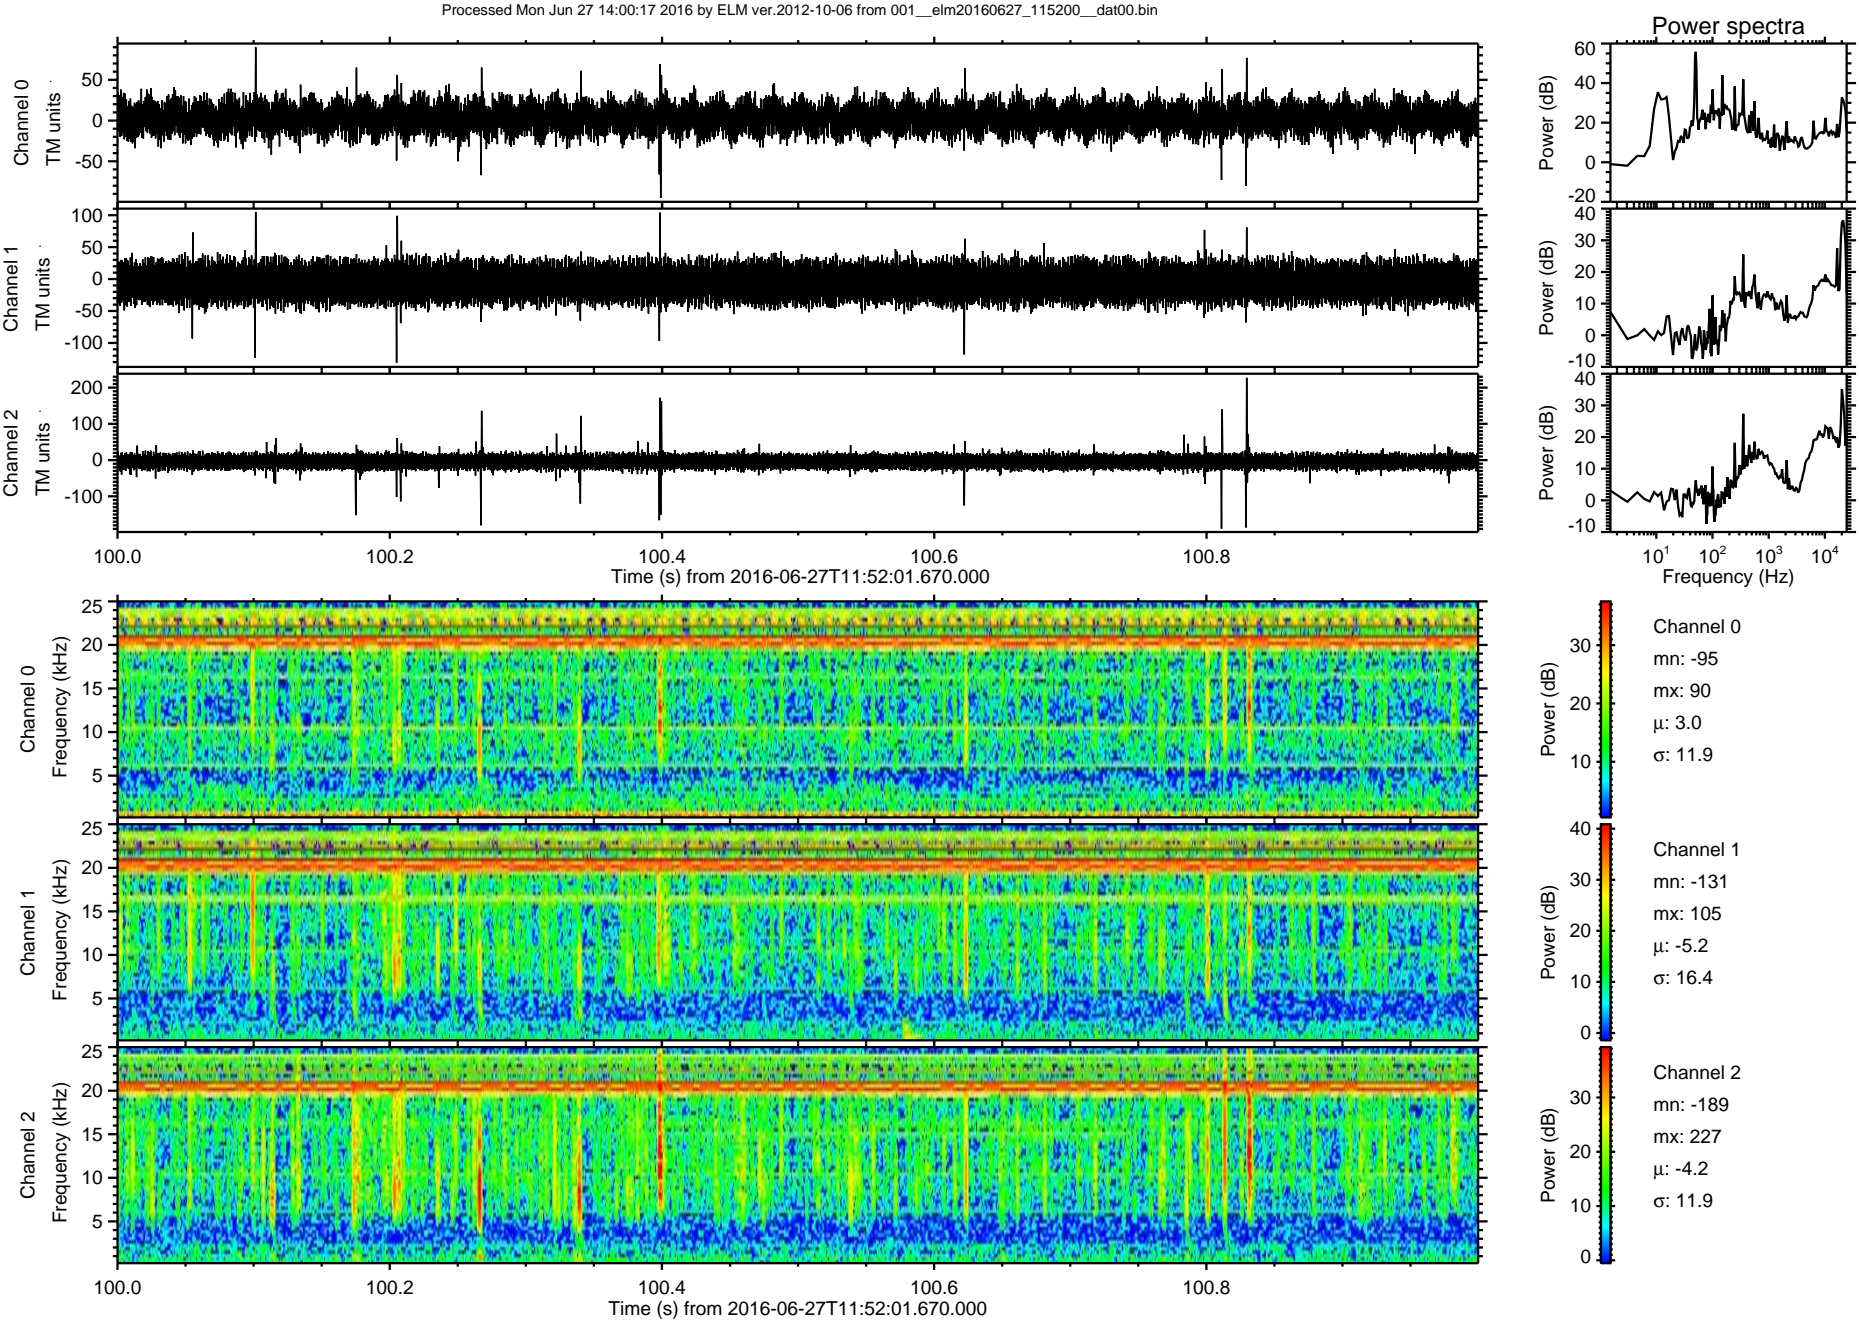 Processed Mon Jun 27 14:00:17 2016 by ELM ver.2012-10-06 from 001__elm20160627_115200__dat00.bin
Power spectra
Channel 0
TM units
50
0
-50
Power (dB)
60
40
20
0
-20
Channel 1
TM units
100
50
0
-50
-100
Power (dB)
40
30
20
10
0
-10
Channel 2
TM units
200
100
0
-100
Power (dB)
40
30
20
10
0
-10
100.0 100.2 100.4 100.6 100.8
Time (s) from 2016-06-27T11:52:01.670.000
10¹ 10² 10³ 10⁴
Frequency (Hz)
Channel 0
Frequency (kHz)
25
20
15
10
5
Power (dB)
30
20
10
Channel 0
mn: -95
mx: 90
μ: 3.0
σ: 11.9
Channel 1
Frequency (kHz)
25
20
15
10
5
Power (dB)
40
30
20
10
0
Channel 1
mn: -131
mx: 105
μ: -5.2
σ: 16.4
Channel 2
Frequency (kHz)
25
20
15
10
5
Power (dB)
30
20
10
0
Channel 2
mn: -189
mx: 227
μ: -4.2
σ: 11.9
100.0 100.2 100.4 100.6 100.8
Time (s) from 2016-06-27T11:52:01.670.000